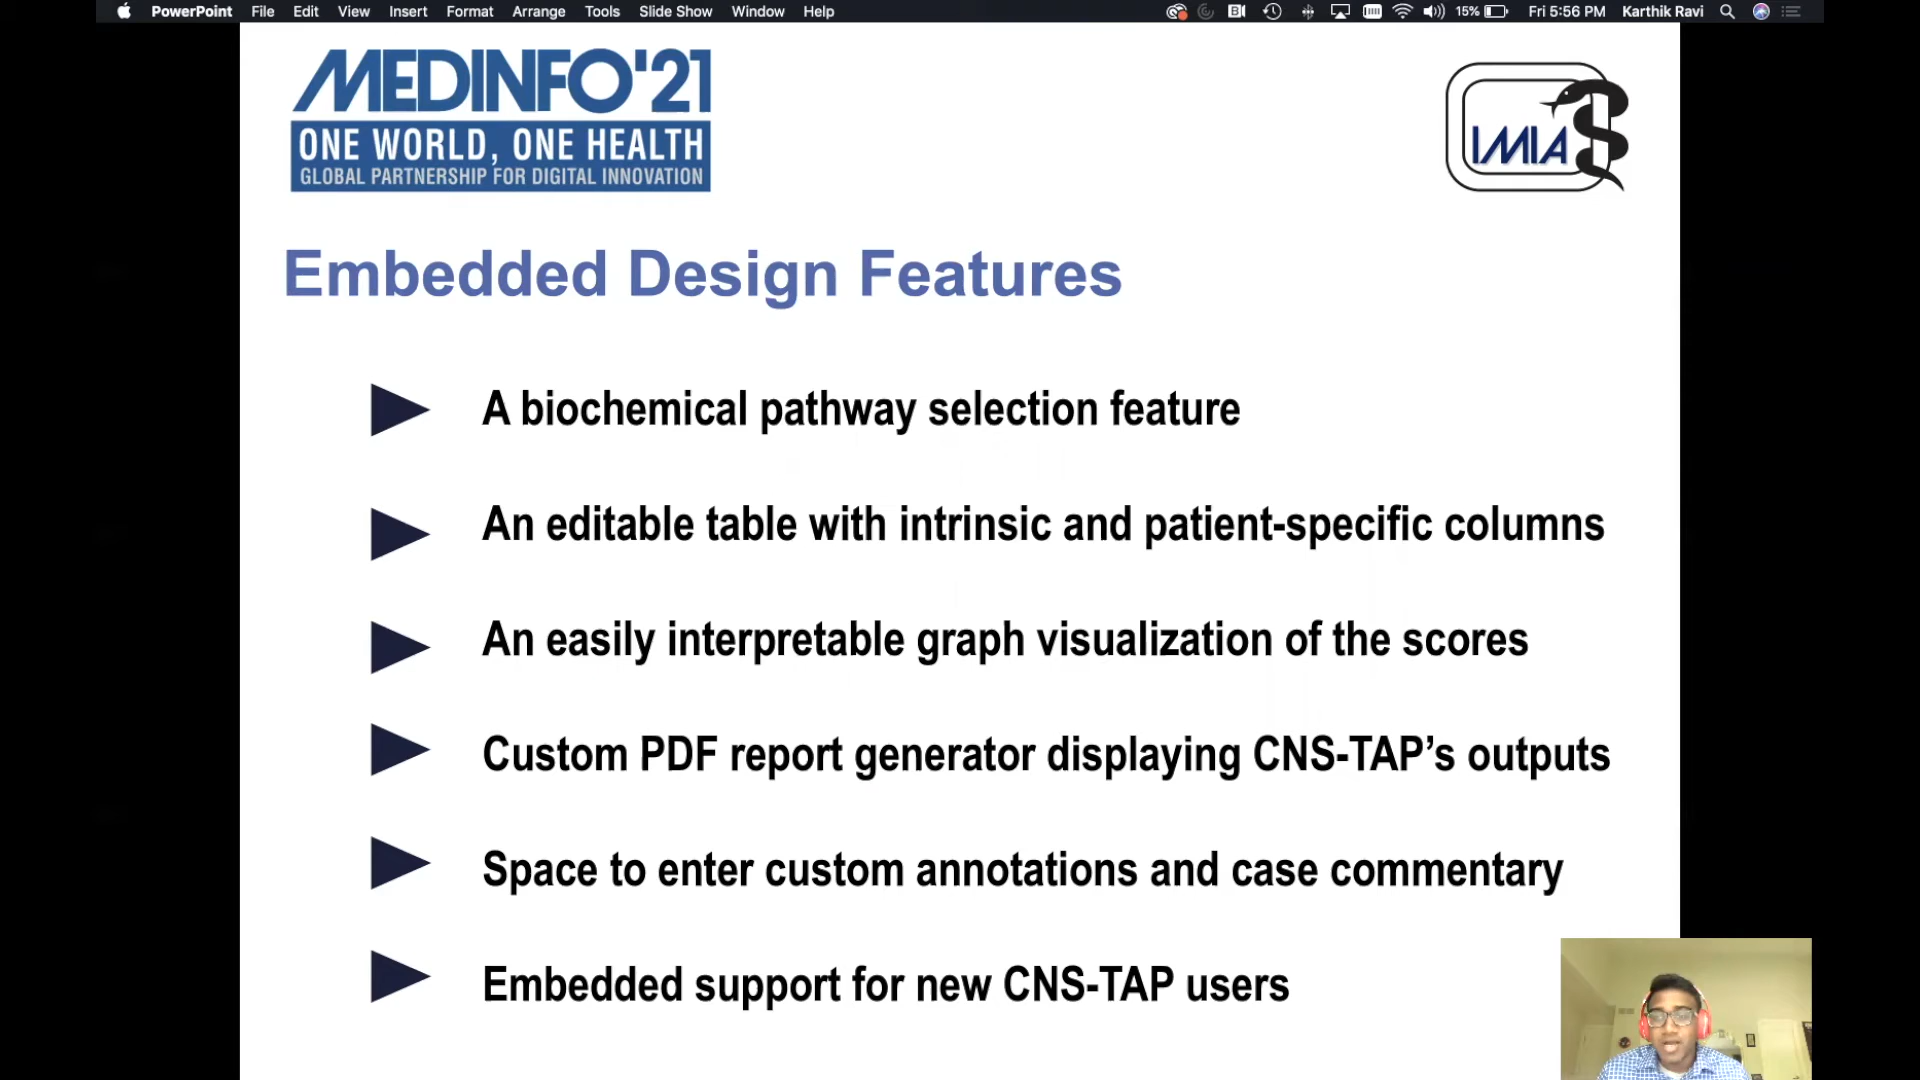 PowerPoint File Edit View Insert Format Arrange Tools Slide Show Window Help 15% Fri 5:56 PM Karthik Ravi
MEDINFO'21
ONE WORLD, ONE HEALTH
GLOBAL PARTNERSHIP FOR DIGITAL INNOVATION
IMIA
Embedded Design Features
A biochemical pathway selection feature
An editable table with intrinsic and patient-specific columns
An easily interpretable graph visualization of the scores
Custom PDF report generator displaying CNS-TAP’s outputs
Space to enter custom annotations and case commentary
Embedded support for new CNS-TAP users